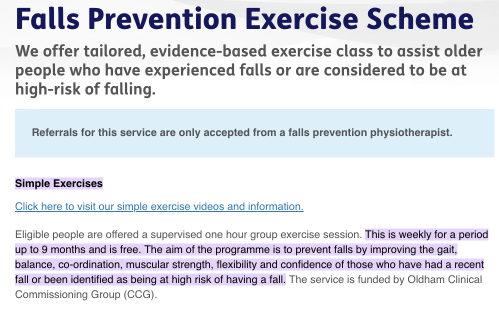 Falls Prevention Exercise Scheme
We offer tailored, evidence-based exercise class to assist older
people who have experienced falls or are considered to be at
high-risk of falling.
Referrals for this service are only accepted from a falls prevention physiotherapist.
Simple Exercises
Click here to visit our simple exercise videos and information.
Eligible people are offered a supervised one hour group exercise session. This is weekly for a period
up to 9 months and is free. The aim of the programme is to prevent falls by improving the gait,
balance, co-ordination, muscular strength, flexibility and confidence of those who have had a recent
fall or been identified as being at high risk of having a fall. The service is funded by Oldham Clinical
Commissioning Group (CCG).